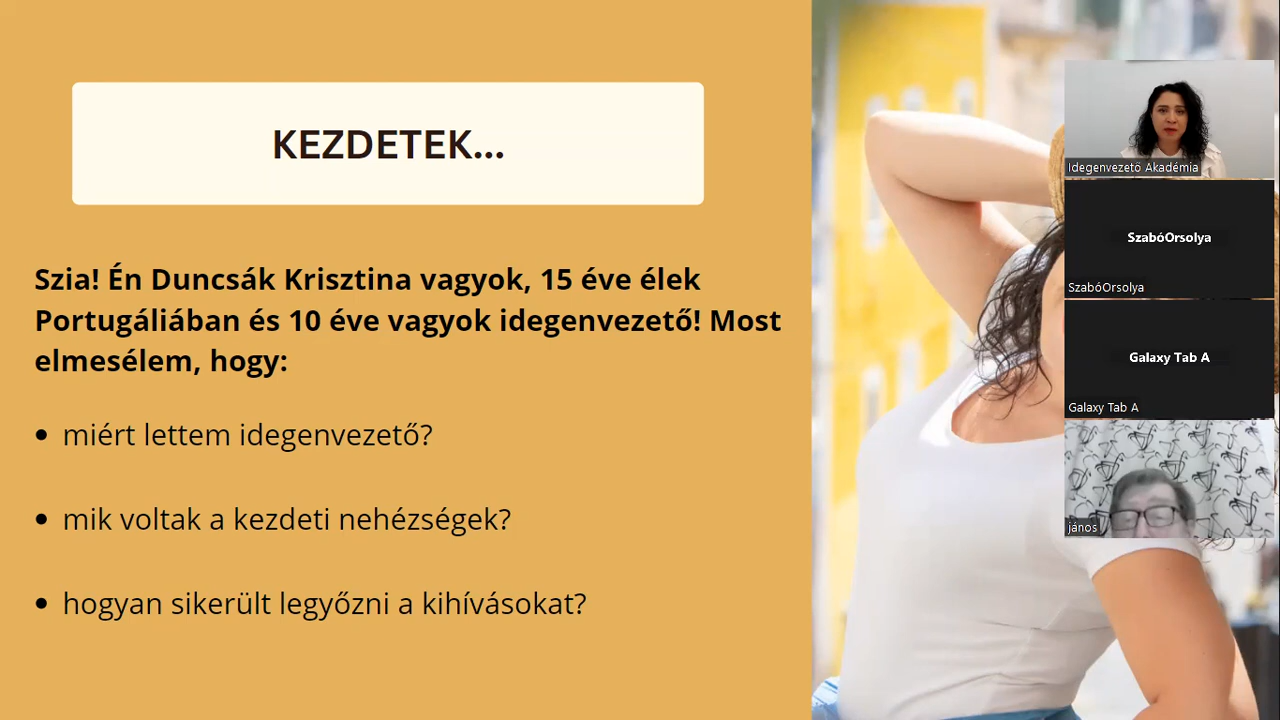 KEZDETEK...
Szia! Én Duncsák Krisztina vagyok, 15 éve élek
Portugáliában és 10 éve vagyok idegenvezető! Most
elmesélem, hogy:
• miért lettem idegenvezető?
• mik voltak a kezdeti nehézségek?
• hogyan sikerült legyőzni a kihívásokat?
Idegenvezető Akadémia
SzabóOrsolya
SzabóOrsolya
Galaxy Tab A
Galaxy Tab A
jános